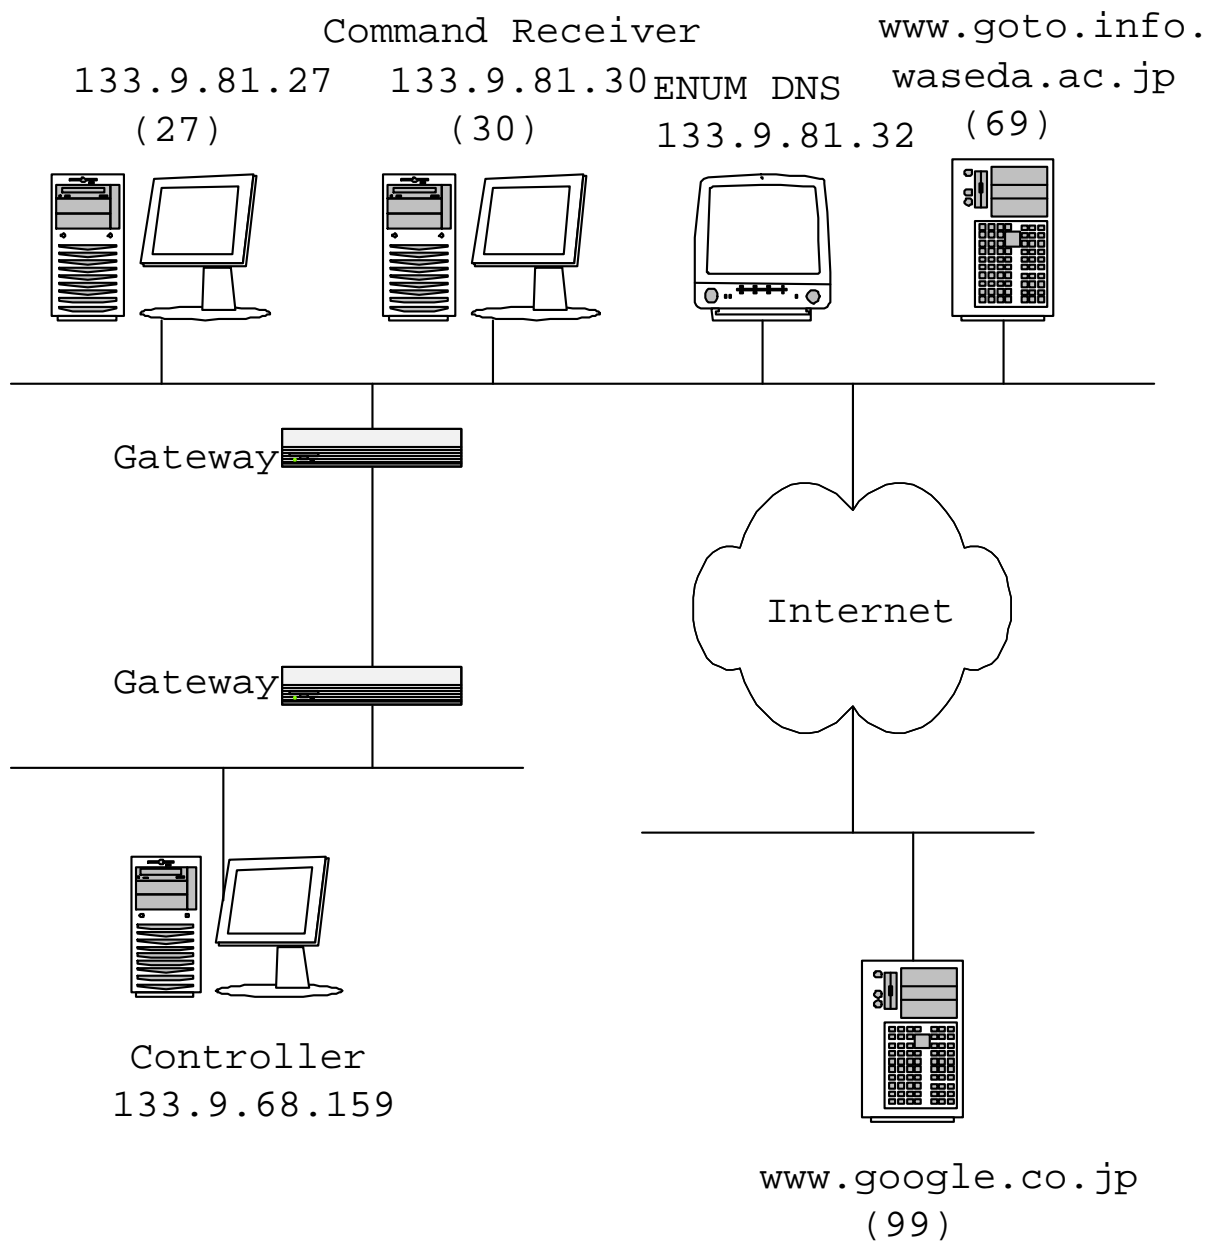 Command Receiver
www.goto.info.
133.9.81.27
133.9.81.30
ENUM DNS
waseda.ac.jp
(27)
(30)
133.9.81.32
(69)
Gateway
Internet
Gateway
Controller
133.9.68.159
www.google.co.jp
(99)